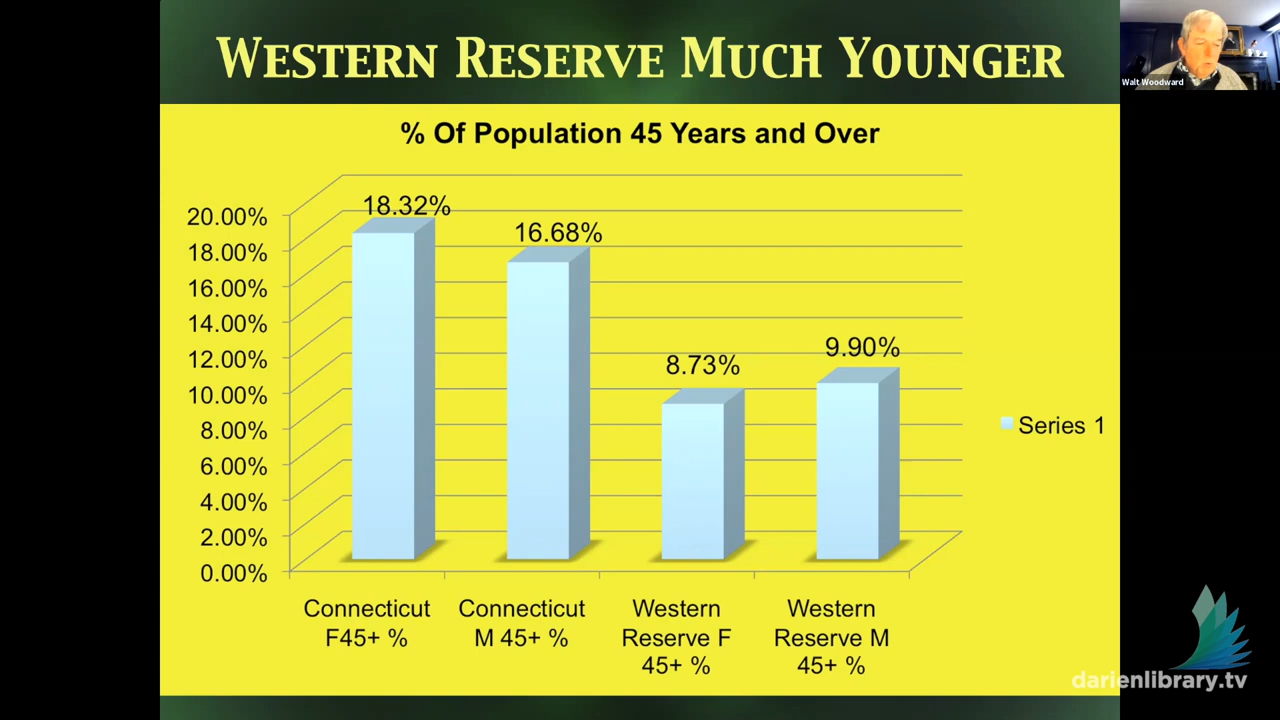 WESTERN RESERVE MUCH YOUNGER
Walt Woodward
% Of Population 45 Years and Over
20.00%
18.00%
16.00%
14.00%
12.00%
10.00%
8.00%
6.00%
4.00%
2.00%
0.00%
18.32%
16.68%
8.73%
9.90%
Series 1
Connecticut
F45+ %
Connecticut
M 45+ %
Western
Reserve F
45+ %
Western
Reserve M
45+ %
darienlibrary.tv